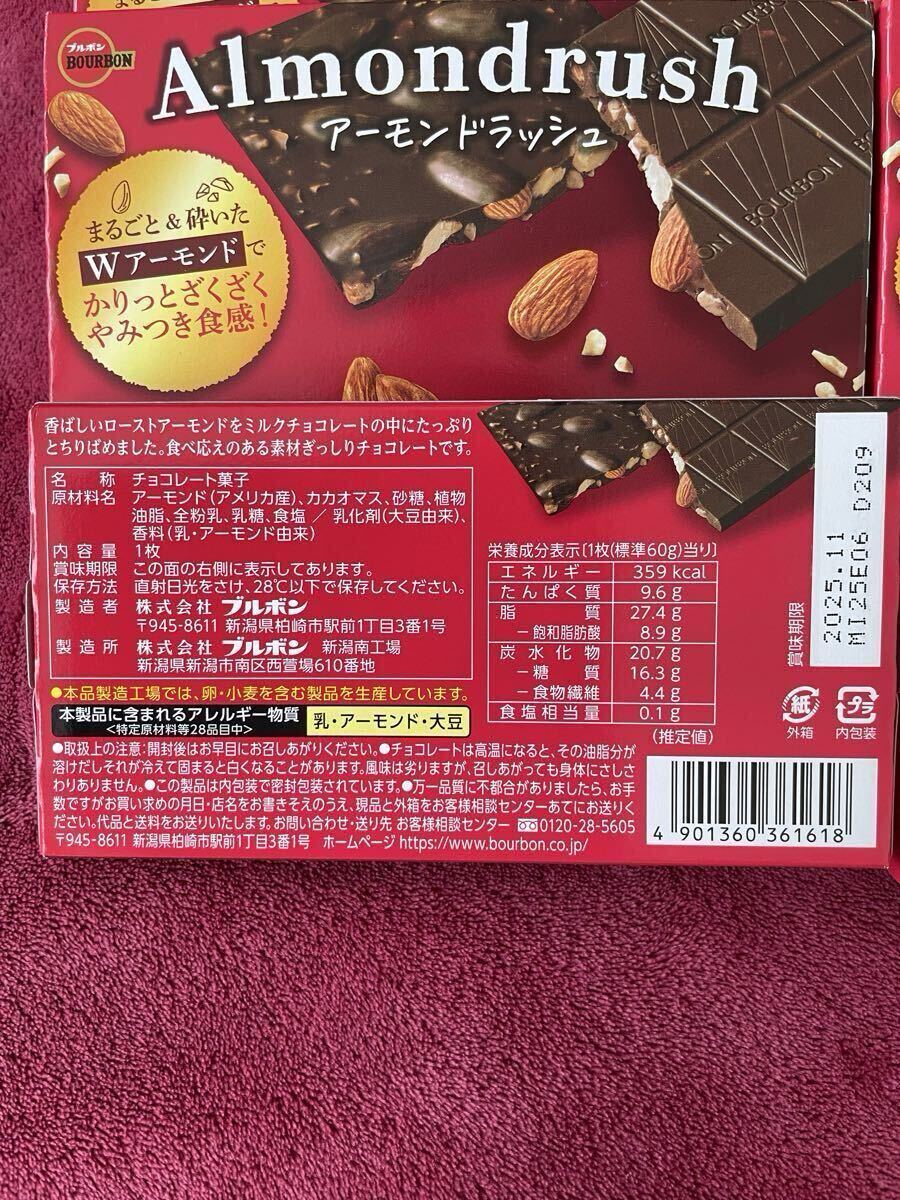 ブルボン
BOURBON
Almondrush
アーモンドラッシュ
まるごと&砕いた
Wアーモンドで
かりっとざくざく
やみつき食感!
BOURBON
香ばしいローストアーモンドをミルクチョコレートの中にたっぷり
とちりばめました。食べ応えのある素材ぎっしりチョコレートです。
名称 チョコレート菓子
原材料名 アーモンド(アメリカ産)、カカオマス、砂糖、植物
油脂、全粉乳、乳糖、食塩/乳化剤(大豆由来)、
香料(乳・アーモンド由来)
内容量 1枚
賞味期限 この面の右側に表示してあります。
保存方法 直射日光をさけ、28℃以下で保存してください。
製造者 株式会社 ブルボン
〒945-8611 新潟県柏崎市駅前1丁目3番1号
製造所 株式会社 ブルボン 新潟南工場
新潟県新潟市南区西萱場610番地
●本品製造工場では、卵・小麦を含む製品を生産しています。
本製品に含まれるアレルギー物質
<特定原材料等28品目中>
乳・アーモンド・大豆
栄養成分表示〔1枚(標準60g)当り〕
エネルギー 359 kcal
たんぱく質 9.6 g
脂質 27.4 g
-飽和脂肪酸 8.9 g
炭水化物 20.7 g
-糖質 16.3 g
-食物繊維 4.4 g
食塩相当量 0.1 g
(推定値)
賞味期限
2025.11
MI25E06 D209
紙
外箱
プラ
内包装
●取扱上の注意:開封後はお早目にお召しあがりください。●チョコレートは高温になると、その油脂分が
溶けだしそれが冷えて固まると白くなることがあります。風味は劣りますが、召しあがっても身体にさしさ
わりありません。●この製品は内包装で密封包装されています。●万一品質に不都合がありましたら、お手
数ですがお買い求めの月日・店名をお書きそのうえ、現品と外箱をお客様相談センターあてにお送りく
ださい。代品と送料をお送りいたします。お問い合わせ・送り先 お客様相談センター 0120-28-5605
〒945-8611 新潟県柏崎市駅前1丁目3番1号 ホームページ https://www.bourbon.co.jp/
4 901360 361618